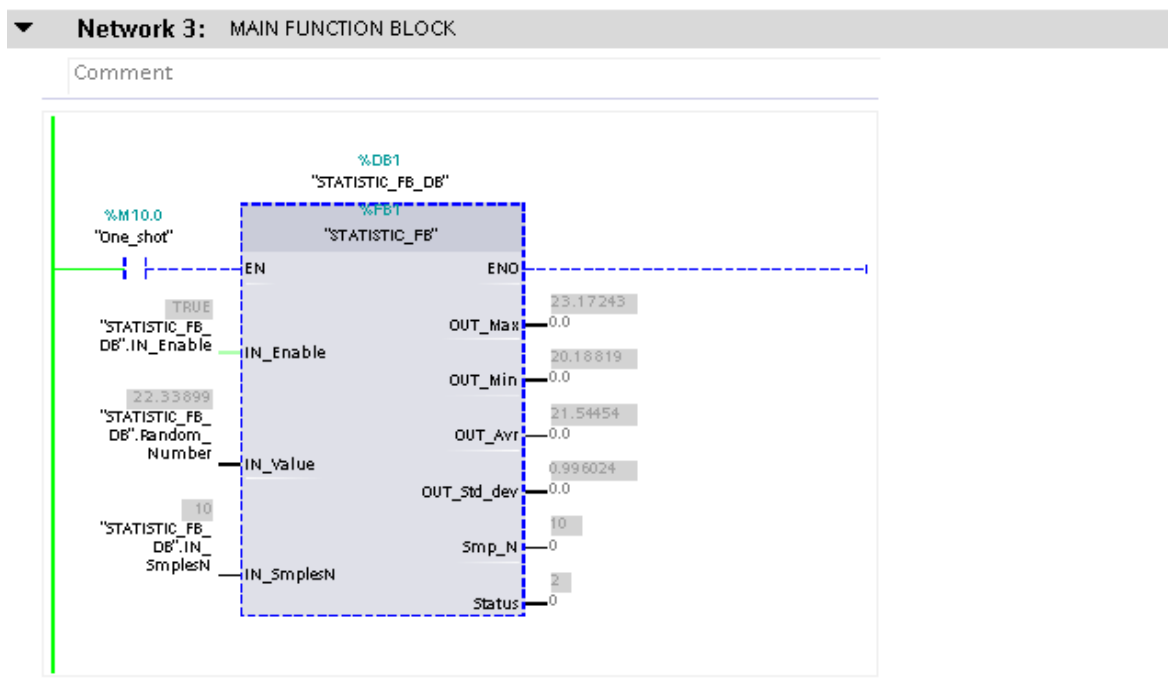 Network 3: MAIN FUNCTION BLOCK
Comment
%DB1
"STATISTIC_FB_DB"
%M10.0
"One_shot"
%FB1
"STATISTIC_FB"
EN
ENO
TRUE
"STATISTIC_FB_
DB".IN_Enable
IN_Enable
23.17243
OUT_Max
0.0
20.18819
OUT_Min
0.0
22.33899
"STATISTIC_FB_
DB".Random_
Number
IN_Value
21.54454
OUT_Avr
0.0
0.996024
OUT_Std_dev
0.0
10
"STATISTIC_FB_
DB".IN_
SmplesN
IN_SmplesN
10
Smp_N
0
2
Status
0